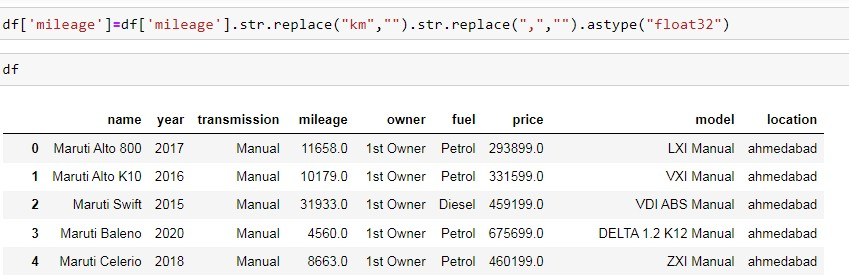 df['mileage']=df['mileage'].str.replace("km","").str.replace(",","").astype("float32")
df
name year transmission mileage owner fuel price model location
0 Maruti Alto 800 2017 Manual 11658.0 1st Owner Petrol 293899.0 LXI Manual ahmedabad
1 Maruti Alto K10 2016 Manual 10179.0 1st Owner Petrol 331599.0 VXI Manual ahmedabad
2 Maruti Swift 2015 Manual 31933.0 1st Owner Diesel 459199.0 VDI ABS Manual ahmedabad
3 Maruti Baleno 2020 Manual 4560.0 1st Owner Petrol 675699.0 DELTA 1.2 K12 Manual ahmedabad
4 Maruti Celerio 2018 Manual 8663.0 1st Owner Petrol 460199.0 ZXI Manual ahmedabad